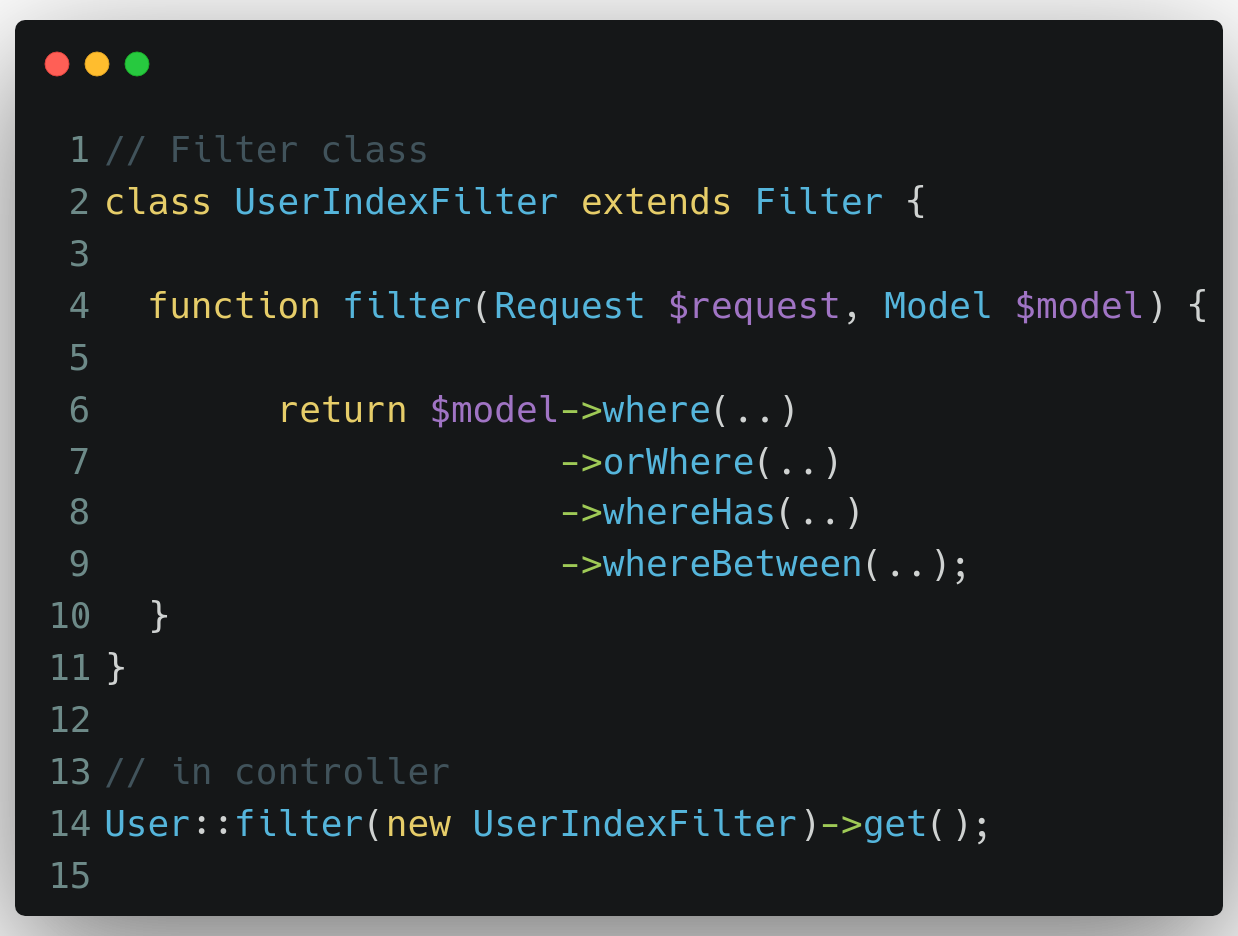 1 // Filter class
2 class UserIndexFilter extends Filter {
3
4   function filter(Request $request, Model $model) {
5
6         return $model->where(..)
7                      ->orWhere(..)
8                      ->whereHas(..)
9                      ->whereBetween(..);
10   }
11 }
12
13 // in controller
14 User::filter(new UserIndexFilter)->get();
15